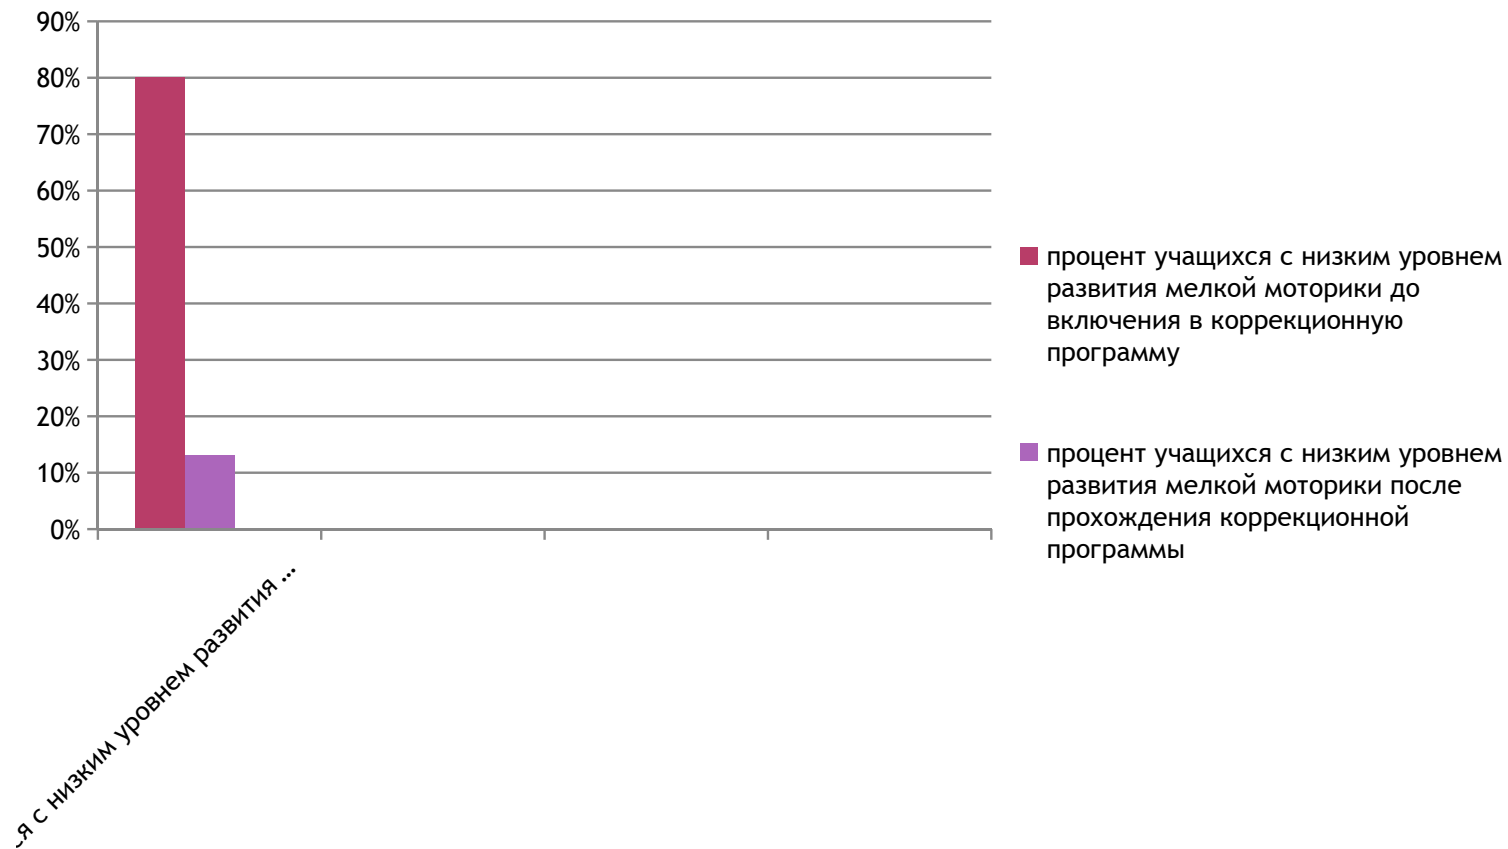 90%
80%
70%
60%
50%
40%
30%
20%
10%
0%
с низким уровнем развития ...
процент учащихся с низким уровнем
развития мелкой моторики до
включения в коррекционную
программу
процент учащихся с низким уровнем
развития мелкой моторики после
прохождения коррекционной
программы